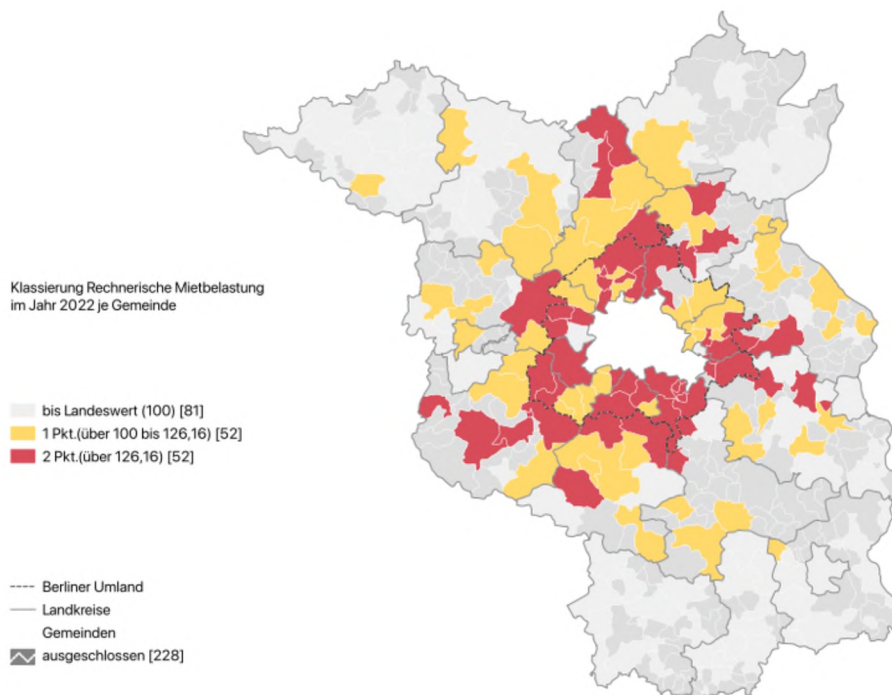 Klassierung Rechnerische Mietbelastung
im Jahr 2022 je Gemeinde
bis Landeswert (100) [81]
1 Pkt.(über 100 bis 126,16) [52]
2 Pkt.(über 126,16) [52]
Berliner Umland
Landkreise
Gemeinden
ausgeschlossen [228]